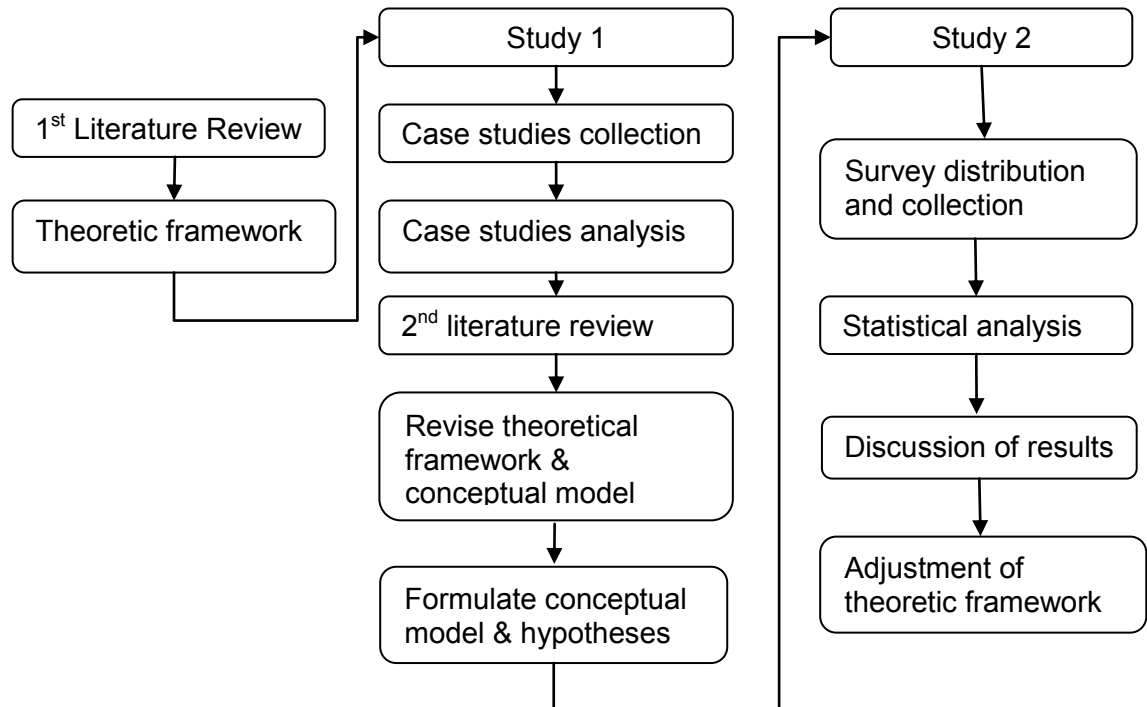 1st Literature Review
Theoretic framework
Study 1
Case studies collection
Case studies analysis
2nd literature review
Revise theoretical
framework &
conceptual model
Formulate conceptual
model & hypotheses
Study 2
Survey distribution
and collection
Statistical analysis
Discussion of results
Adjustment of
theoretic framework